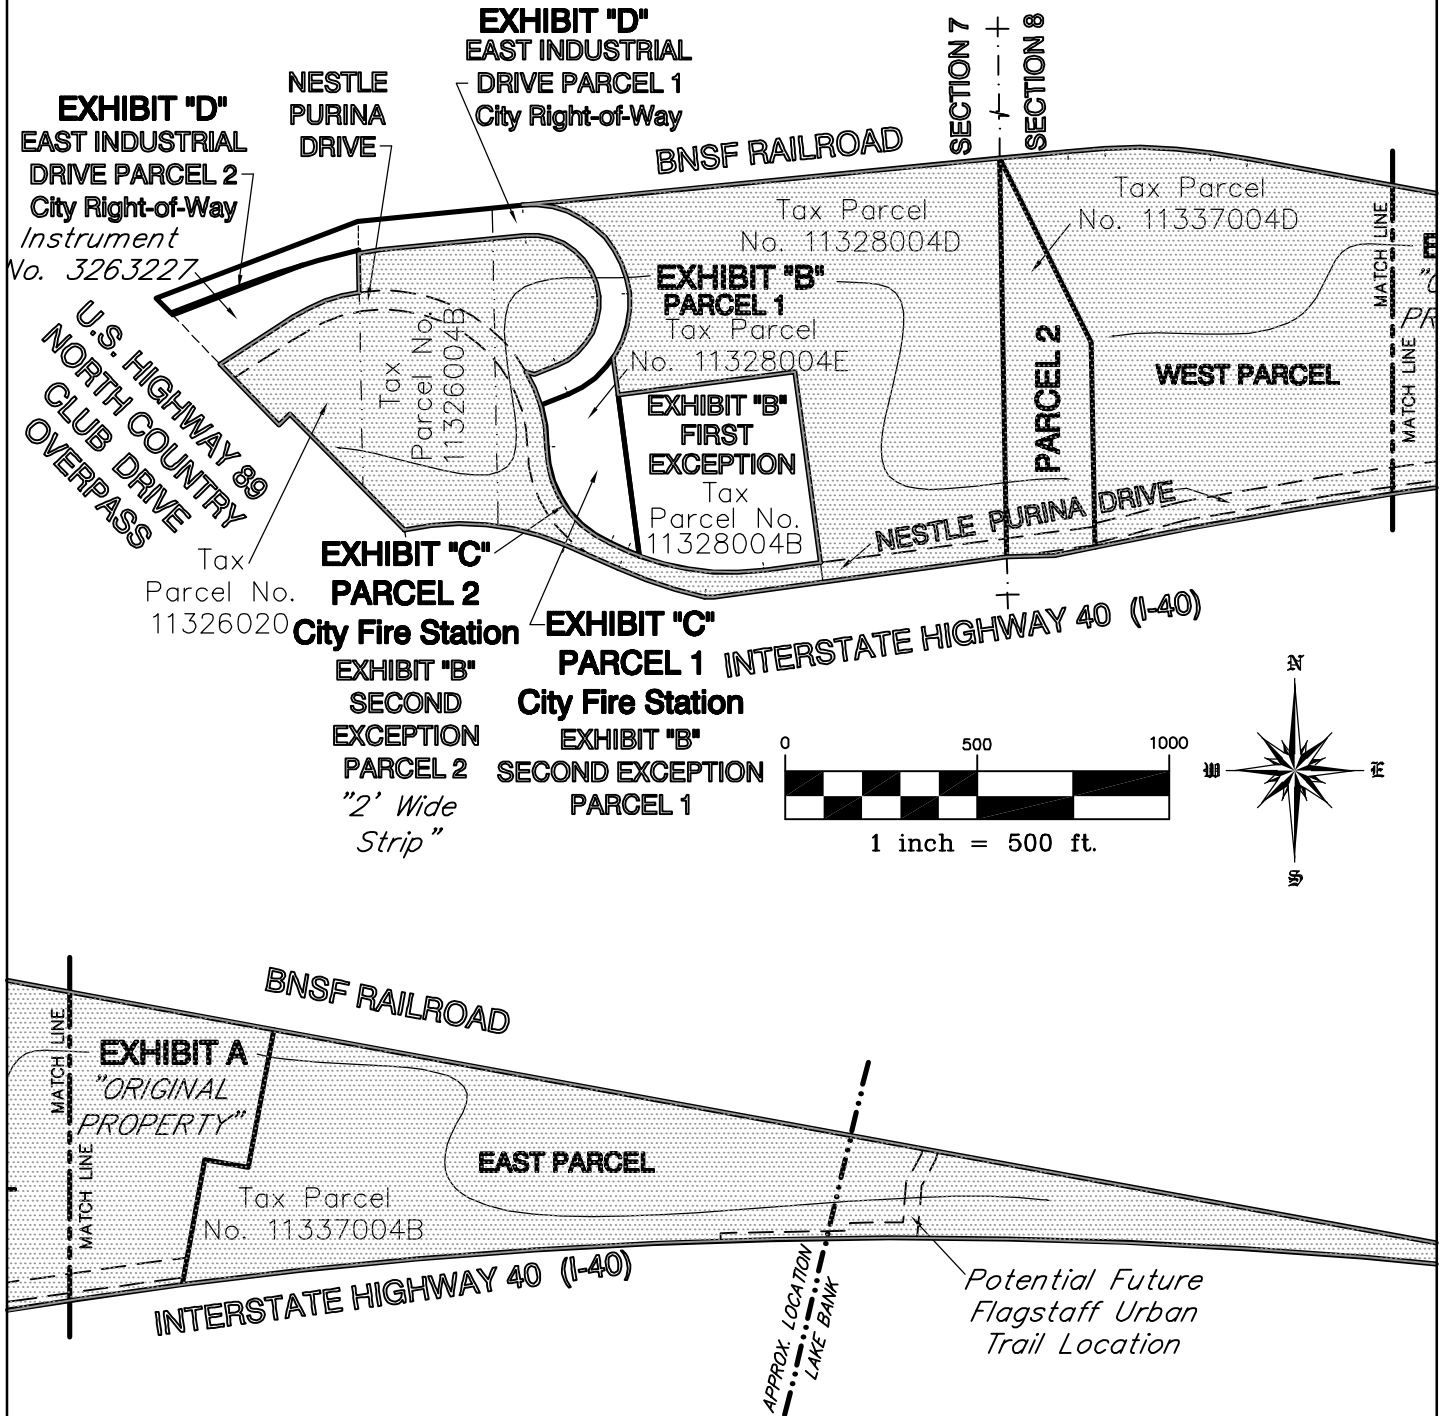 EXHIBIT "D"
EAST INDUSTRIAL
DRIVE PARCEL 1
City Right-of-Way
NESTLE
PURINA
DRIVE
EXHIBIT "D"
EAST INDUSTRIAL
DRIVE PARCEL 2
City Right-of-Way
Instrument
No. 3263227
SECTION 7
SECTION 8
BNSF RAILROAD
Tax Parcel
No. 11328004D
Tax Parcel
No. 11337004D
MATCH LINE
MATCH LINE
EXHIBIT "B"
PARCEL 1
Tax Parcel
No. 11328004E
Tax
Parcel No.
11326004B
U.S. HIGHWAY 89
NORTH COUNTRY
CLUB DRIVE
OVERPASS
PARCEL 2
WEST PARCEL
EXHIBIT "B"
FIRST
EXCEPTION
Tax
Parcel No.
11328004B
NESTLE PURINA DRIVE
Tax
Parcel No.
11326020
EXHIBIT "C"
PARCEL 2
City Fire Station
EXHIBIT "B"
SECOND
EXCEPTION
PARCEL 2
"2' Wide
Strip"
EXHIBIT "C"
PARCEL 1
City Fire Station
EXHIBIT "B"
SECOND EXCEPTION
PARCEL 1
INTERSTATE HIGHWAY 40 (I-40)
0 500 1000
1 inch = 500 ft.
N
W E
S
BNSF RAILROAD
MATCH LINE
MATCH LINE
EXHIBIT A
"ORIGINAL
PROPERTY"
EAST PARCEL
Tax Parcel
No. 11337004B
INTERSTATE HIGHWAY 40 (I-40)
APPROX. LOCATION
LAKE BANK
Potential Future
Flagstaff Urban
Trail Location